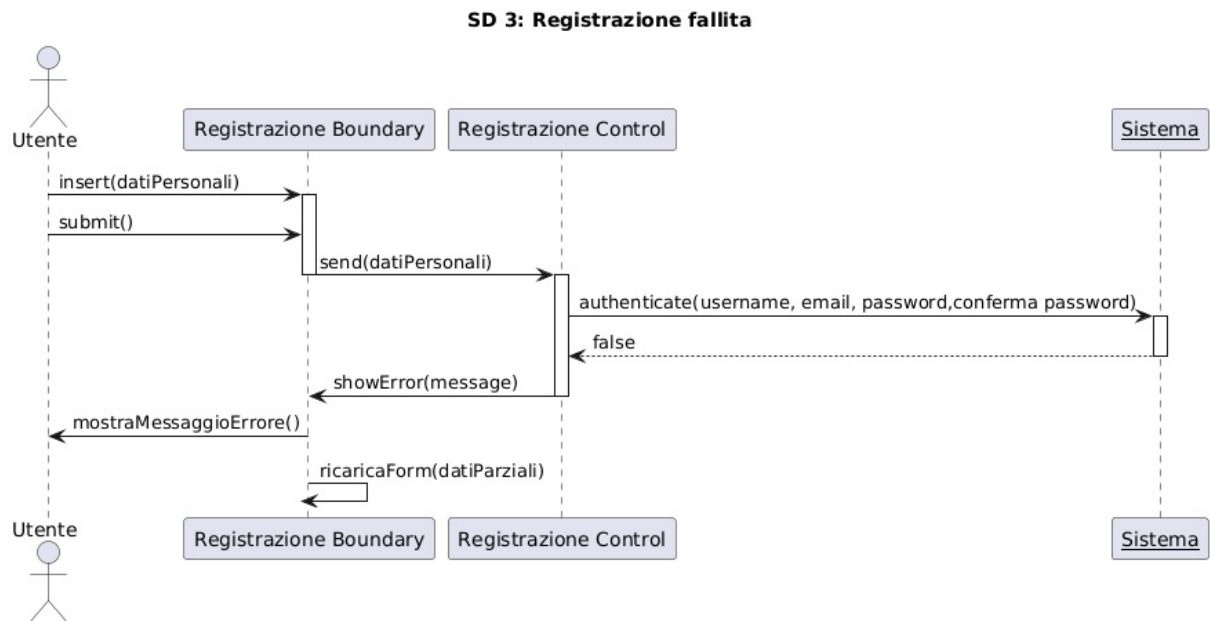 SD 3: Registrazione fallita
Utente
Registrazione Boundary
Registrazione Control
Sistema
insert(datiPersonali)
submit()
send(datiPersonali)
authenticate(username, email, password,conferma password)
false
showError(message)
mostraMessaggioErrore()
ricaricaForm(datiParziali)
Utente
Registrazione Boundary
Registrazione Control
Sistema